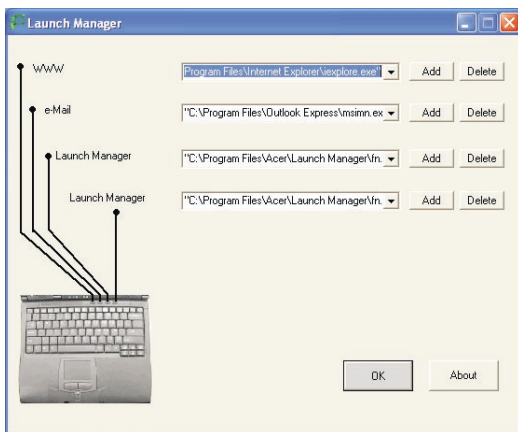 Launch Manager
WWW
Program Files\Internet Explorer\iexplore.exe"
Add
Delete
e-Mail
"C:\Program Files\Outlook Express\msimn.ex
Add
Delete
Launch Manager
"C:\Program Files\Acer\Launch Manager\fn.
Add
Delete
Launch Manager
"C:\Program Files\Acer\Launch Manager\fn.
Add
Delete
OK
About